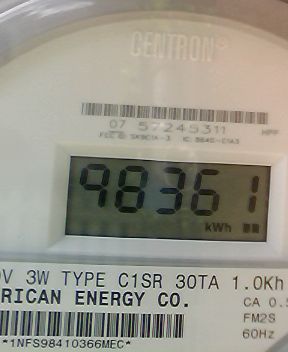 CENTRON®
07 57245311 HPP
98361
kWh
V 3W TYPE C1SR 30TA 1.0Kh
RICAN ENERGY CO. CA 0.5
FM2S
60Hz
*1NFS98410366MEC*